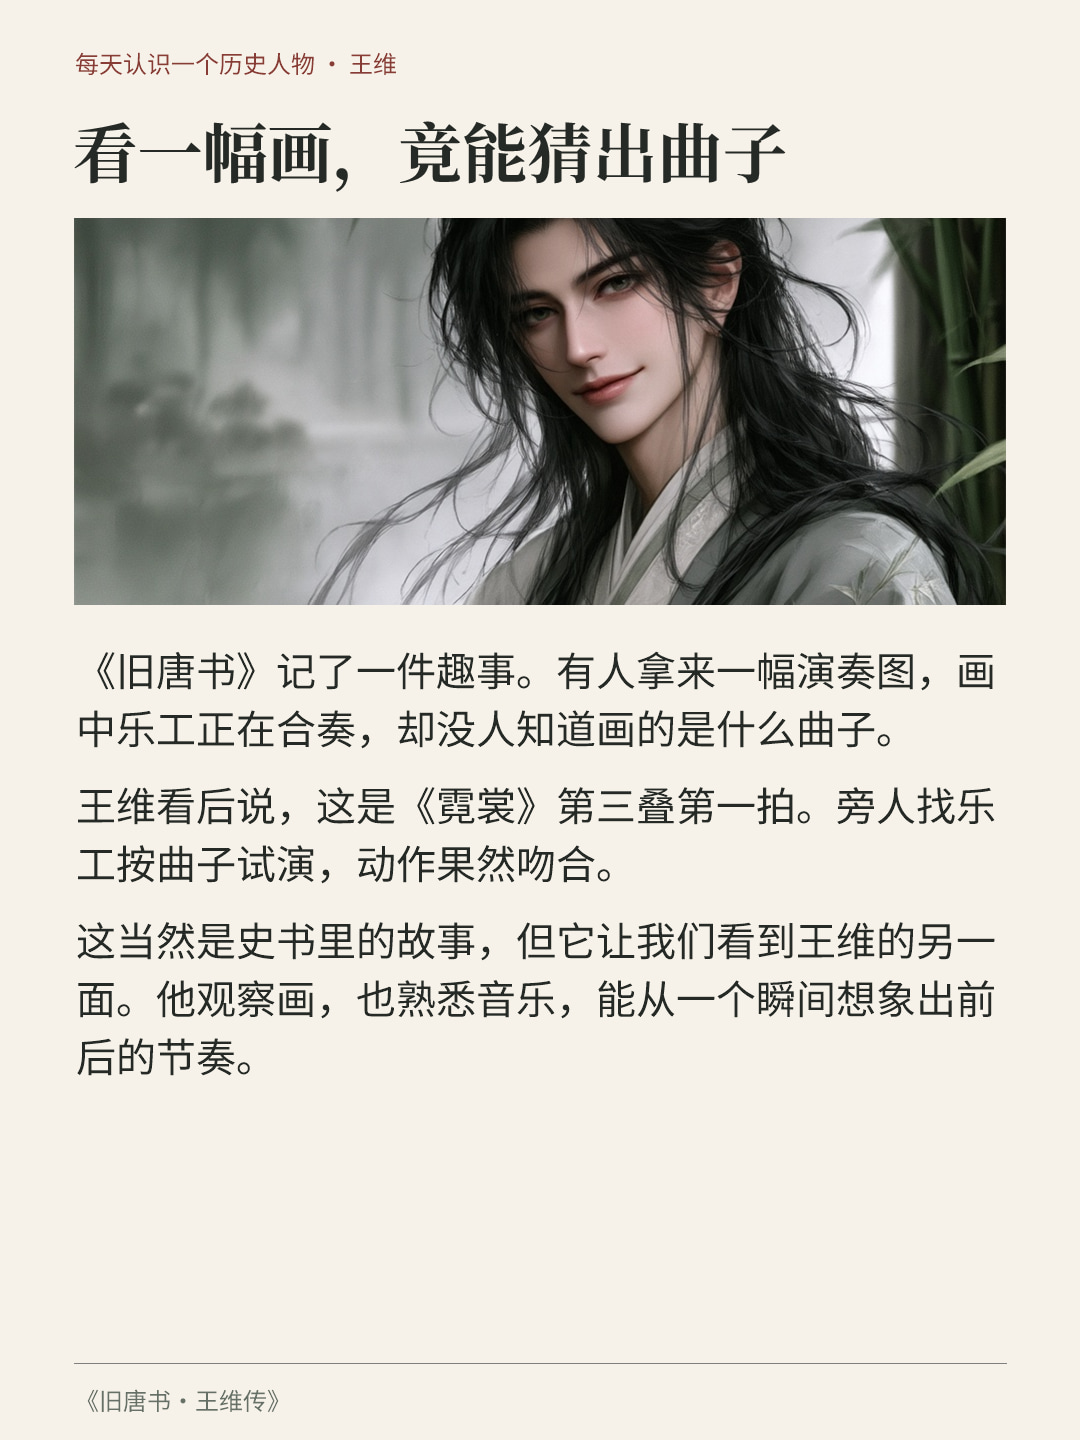 每天认识一个历史人物 · 王维
看一幅画，竟能猜出曲子
《旧唐书》记了一件趣事。有人拿来一幅演奏图，画
中乐工正在合奏，却没人知道画的是什么曲子。
王维看后说，这是《霓裳》第三叠第一拍。旁人找乐
工按曲子试演，动作果然吻合。
这当然是史书里的故事，但它让我们看到王维的另一
面。他观察画，也熟悉音乐，能从一个瞬间想象出前
后的节奏。
《旧唐书·王维传》